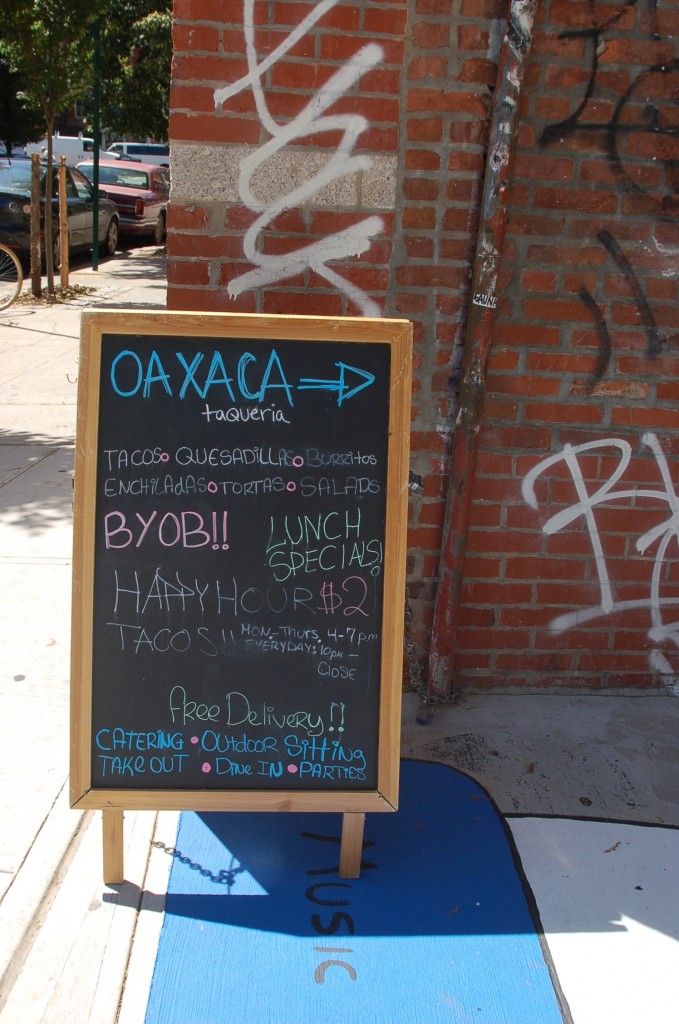 OAXACA
taqueria
TACOS QUESADILLAS BURRITOS
ENCHILADAS TORTAS SALADS
BYOB!!
LUNCH
SPECIALS!
HAPPY HOUR $2
TACOS!! MON-THURS 4-7pm
EVERYDAY: 10pm -
CLOSE
Free Delivery!!
CATERING • OUtdOOR SittiNg
TAKE OUT • DiNe IN • PARTIES
MUSIC